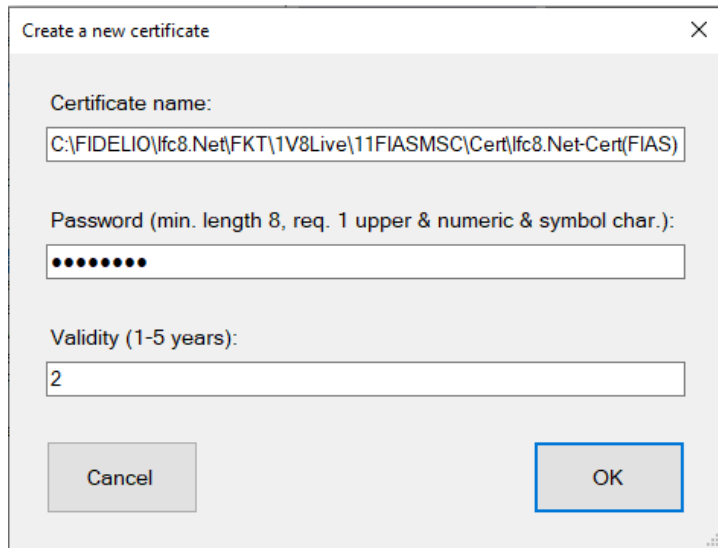 Create a new certificate
Certificate name:
C:\FIDELIO\Ifc8.Net\FKT\1V8Live\11FIASMSC\Cert\Ifc8.Net-Cert(FIAS)
Password (min. length 8, req. 1 upper & numeric & symbol char.):
●●●●●●●●
Validity (1-5 years):
2
Cancel
OK